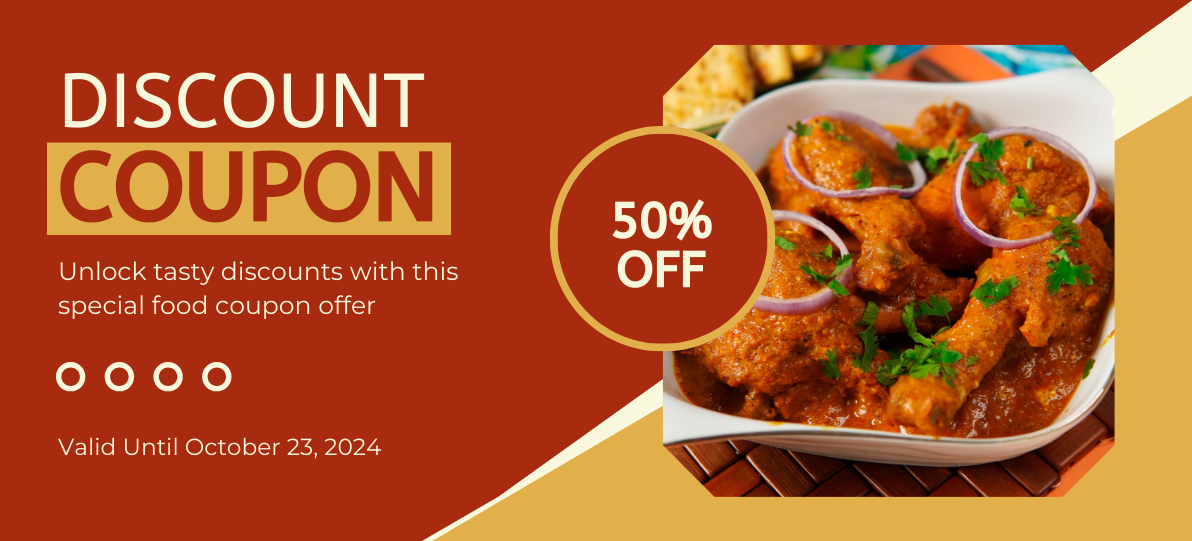 DISCOUNT
COUPON
Unlock tasty discounts with this
special food coupon offer
Valid Until October 23, 2024
50%
OFF